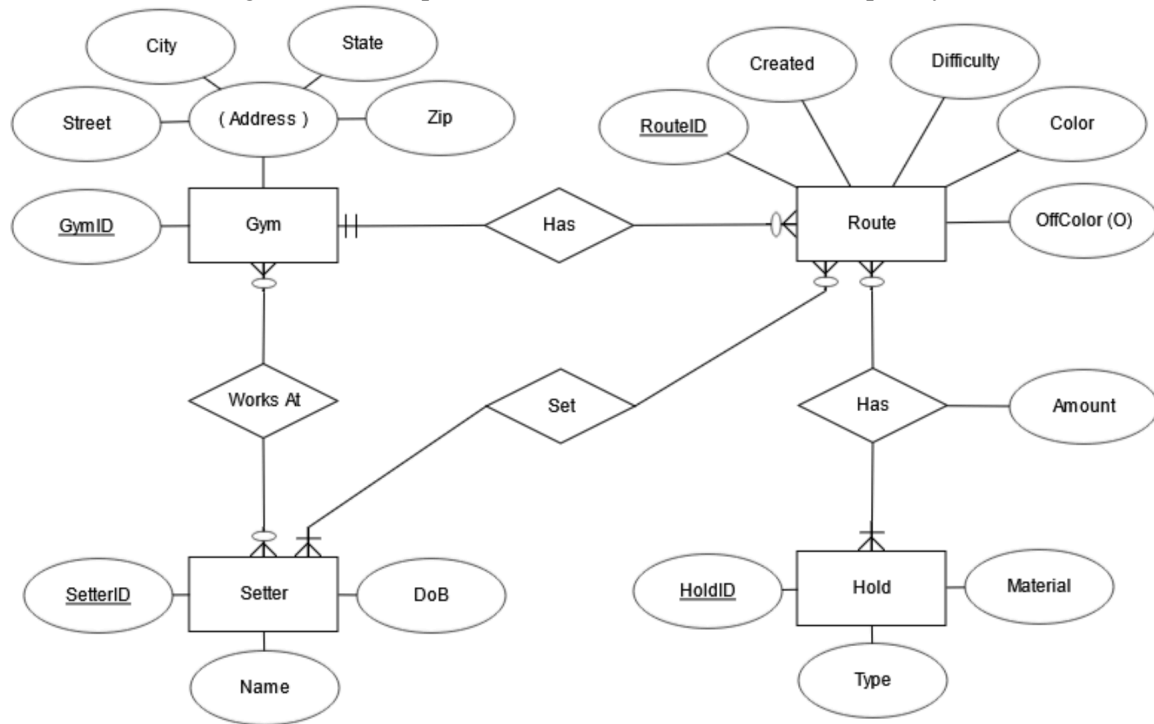 City
State
Street
( Address )
Zip
Created
Difficulty
RouteID
Color
GymID
Gym
Has
Route
OffColor (O)
Works At
Set
Has
Amount
SetterID
Setter
DoB
HoldID
Hold
Material
Name
Type